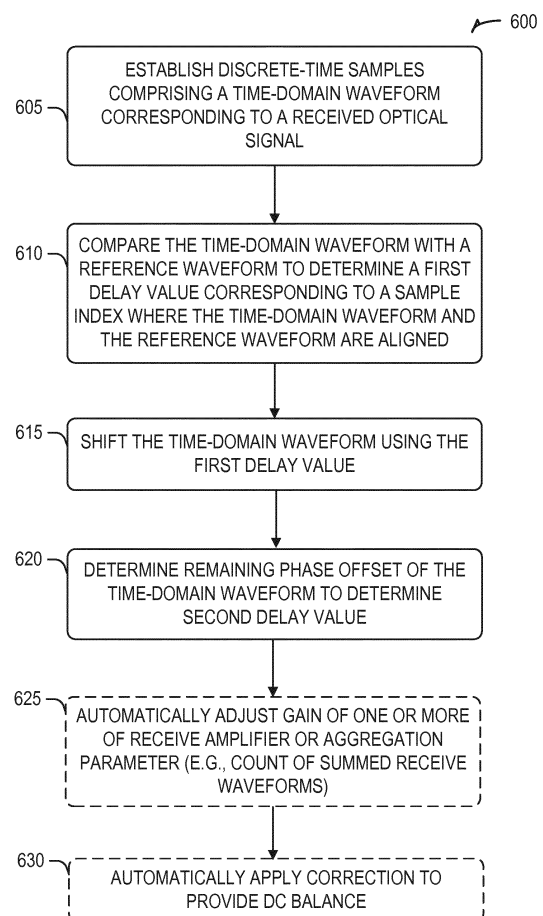 600
605
ESTABLISH DISCRETE-TIME SAMPLES
COMPRISING A TIME-DOMAIN WAVEFORM
CORRESPONDING TO A RECEIVED OPTICAL
SIGNAL
610
COMPARE THE TIME-DOMAIN WAVEFORM WITH A
REFERENCE WAVEFORM TO DETERMINE A FIRST
DELAY VALUE CORRESPONDING TO A SAMPLE
INDEX WHERE THE TIME-DOMAIN WAVEFORM AND
THE REFERENCE WAVEFORM ARE ALIGNED
615
SHIFT THE TIME-DOMAIN WAVEFORM USING THE
FIRST DELAY VALUE
620
DETERMINE REMAINING PHASE OFFSET OF THE
TIME-DOMAIN WAVEFORM TO DETERMINE
SECOND DELAY VALUE
625
AUTOMATICALLY ADJUST GAIN OF ONE OR MORE
OF RECEIVE AMPLIFIER OR AGGREGATION
PARAMETER (E.G., COUNT OF SUMMED RECEIVE
WAVEFORMS)
630
AUTOMATICALLY APPLY CORRECTION TO
PROVIDE DC BALANCE